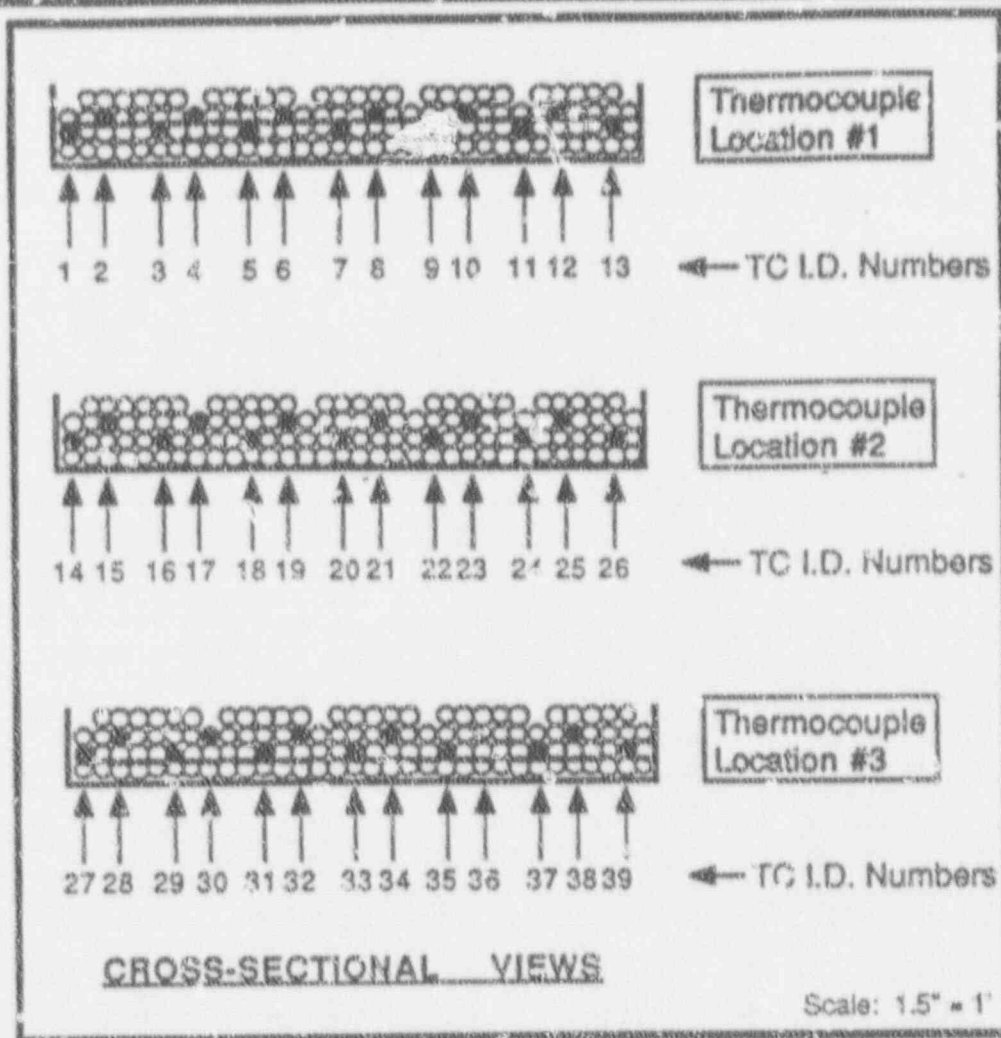 Thermocouple
Location #1
1 2 3 4 5 6 7 8 9 10 11 12 13
TC I.D. Numbers
Thermocouple
Location #2
14 15 16 17 18 19 20 21 22 23 24 25 26
TC I.D. Numbers
Thermocouple
Location #3
27 28 29 30 31 32 33 34 35 36 37 38 39
TC I.D. Numbers
CROSS-SECTIONAL VIEWS
Scale: 1.5" = 1'